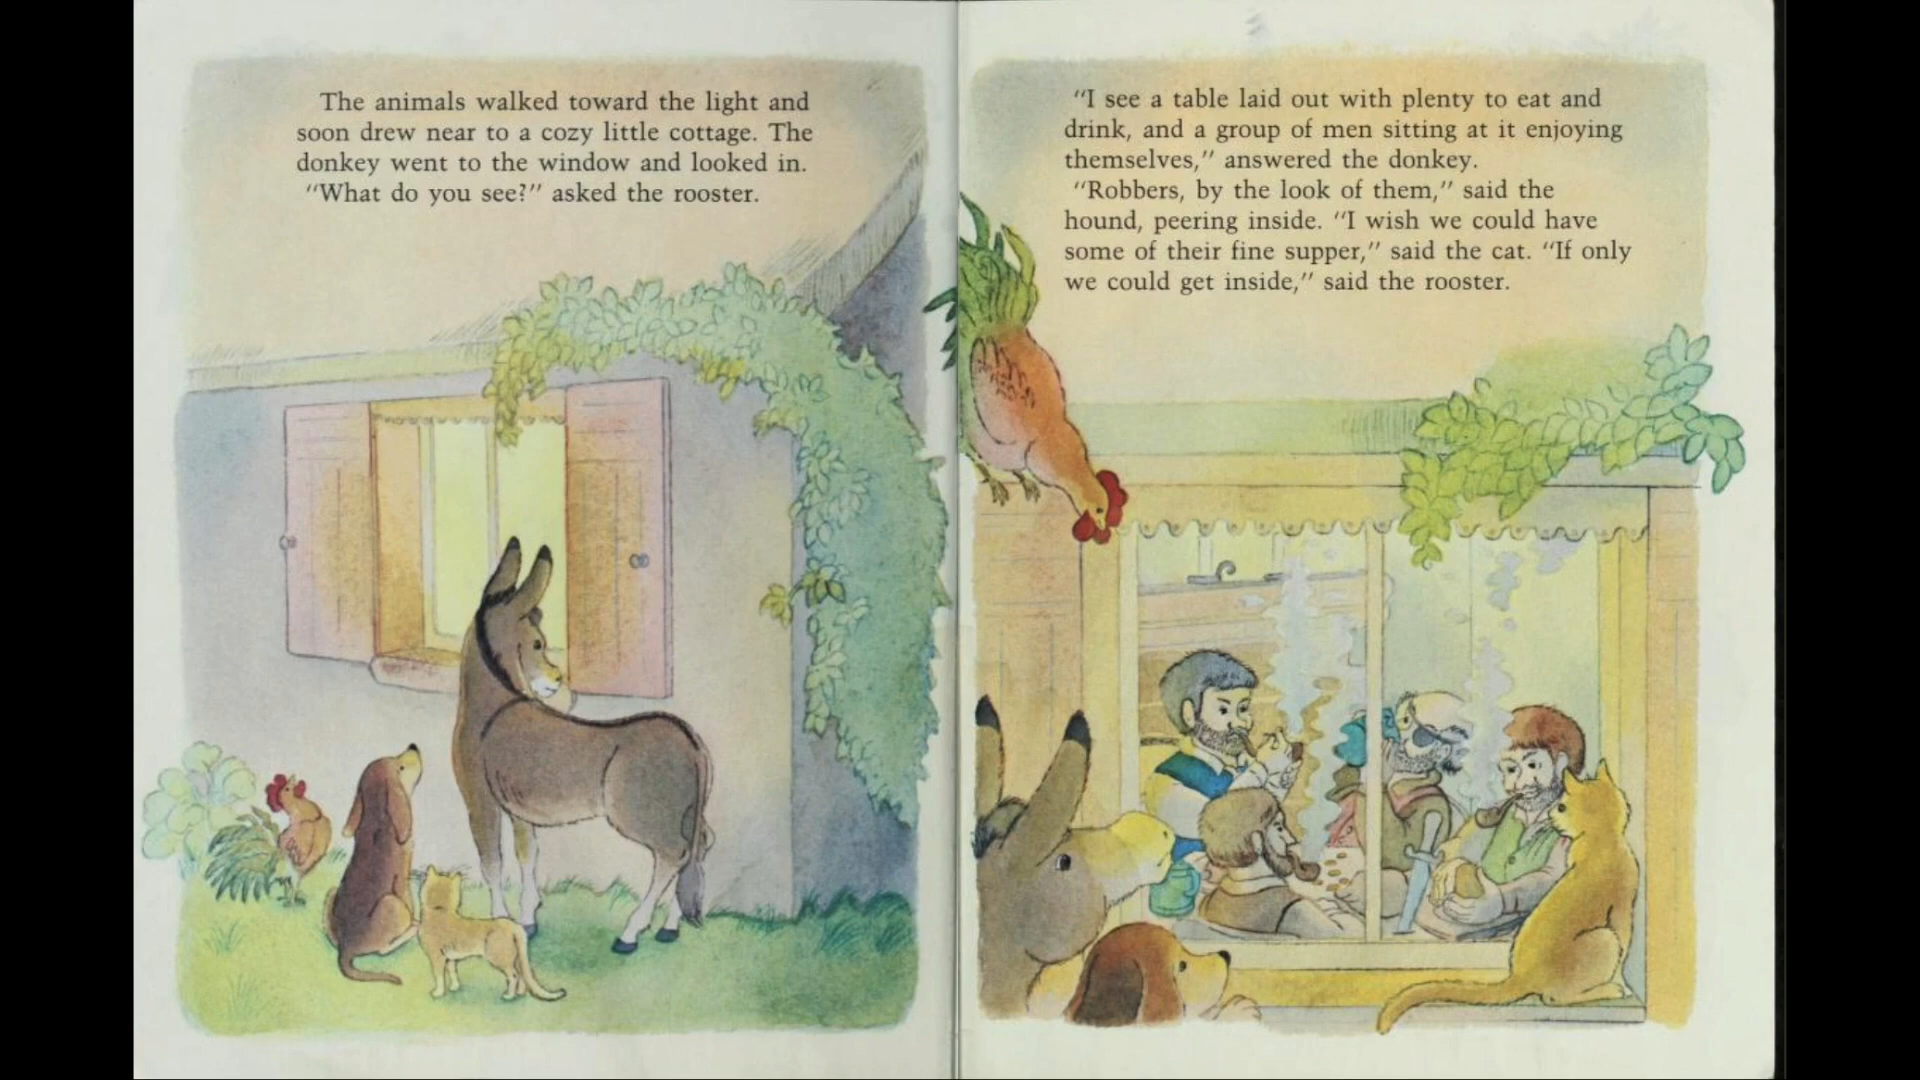 The animals walked toward the light and
soon drew near to a cozy little cottage. The
donkey went to the window and looked in.
"What do you see?" asked the rooster.
"I see a table laid out with plenty to eat and
drink, and a group of men sitting at it enjoying
themselves," answered the donkey.
"Robbers, by the look of them," said the
hound, peering inside. "I wish we could have
some of their fine supper," said the cat. "If only
we could get inside," said the rooster.